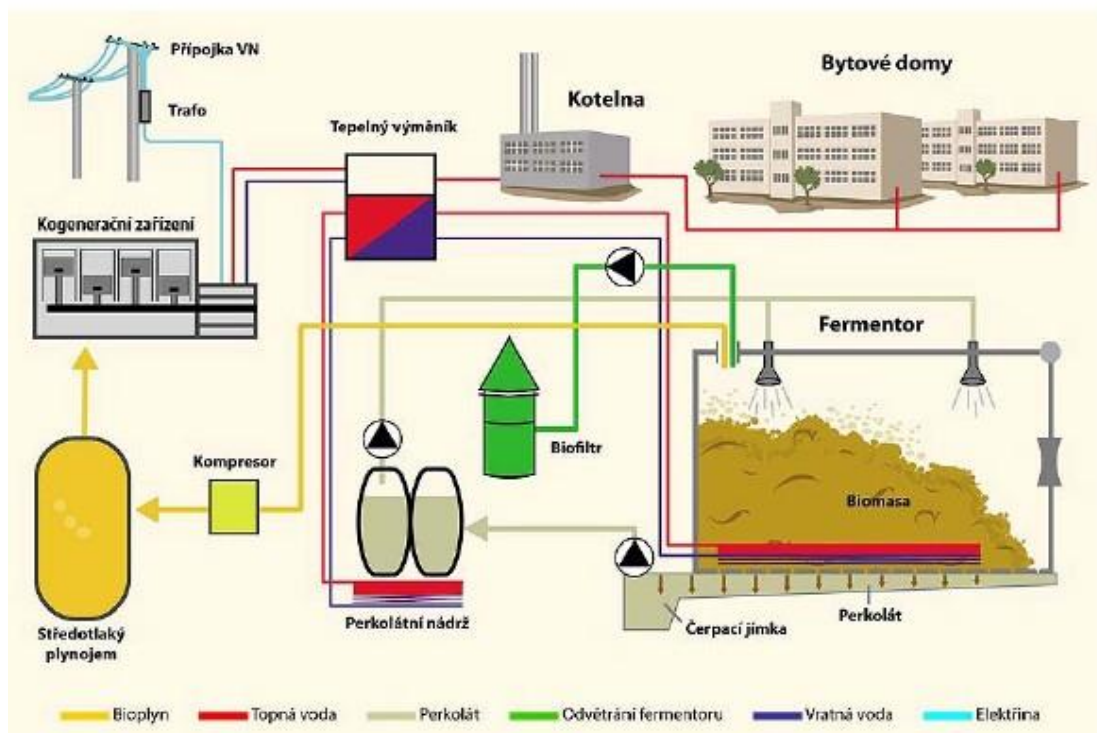 Přípojka VN
Trafo
Tepelný výměník
Kotelna
Bytové domy
Kogenerační zařízení
Fermentor
Kompresor
Biofiltr
Biomasa
Středotlaký
plynojem
Perkolátní nádrž
Čerpací jímka
Perkolát
Bioplyn
Topná voda
Perkolát
Odvětrání fermentoru
Vratná voda
Elektřina